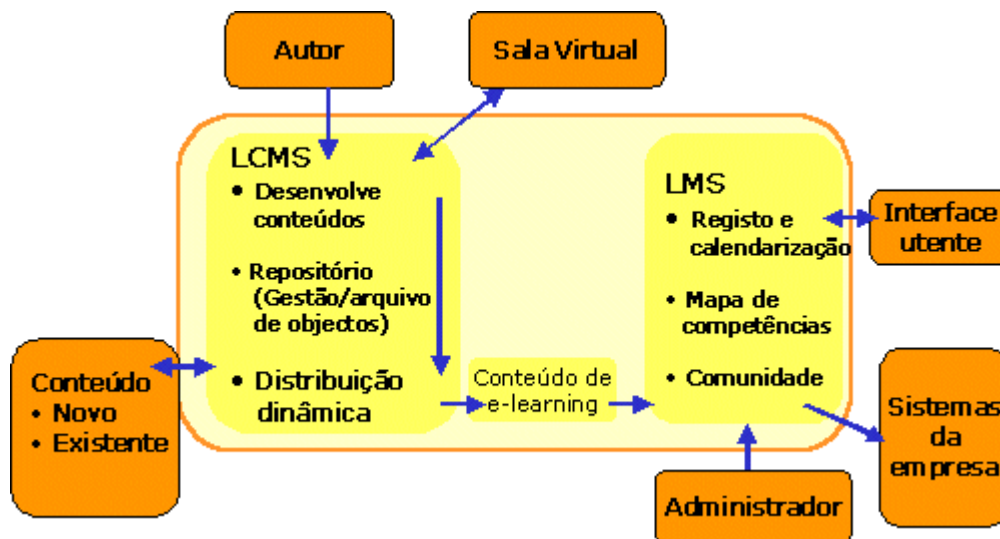 Autor
Sala Virtual
LCMS
• Desenvolve
conteúdos
• Repositório
(Gestão/arquivo
de objectos)
• Distribuição
dinâmica
Conteúdo de
e-learning
LMS
• Registo e
calendarização
• Mapa de
competências
• Comunidade
Interface
utente
Conteúdo
• Novo
• Existente
Administrador
Sistemas
da
empresa